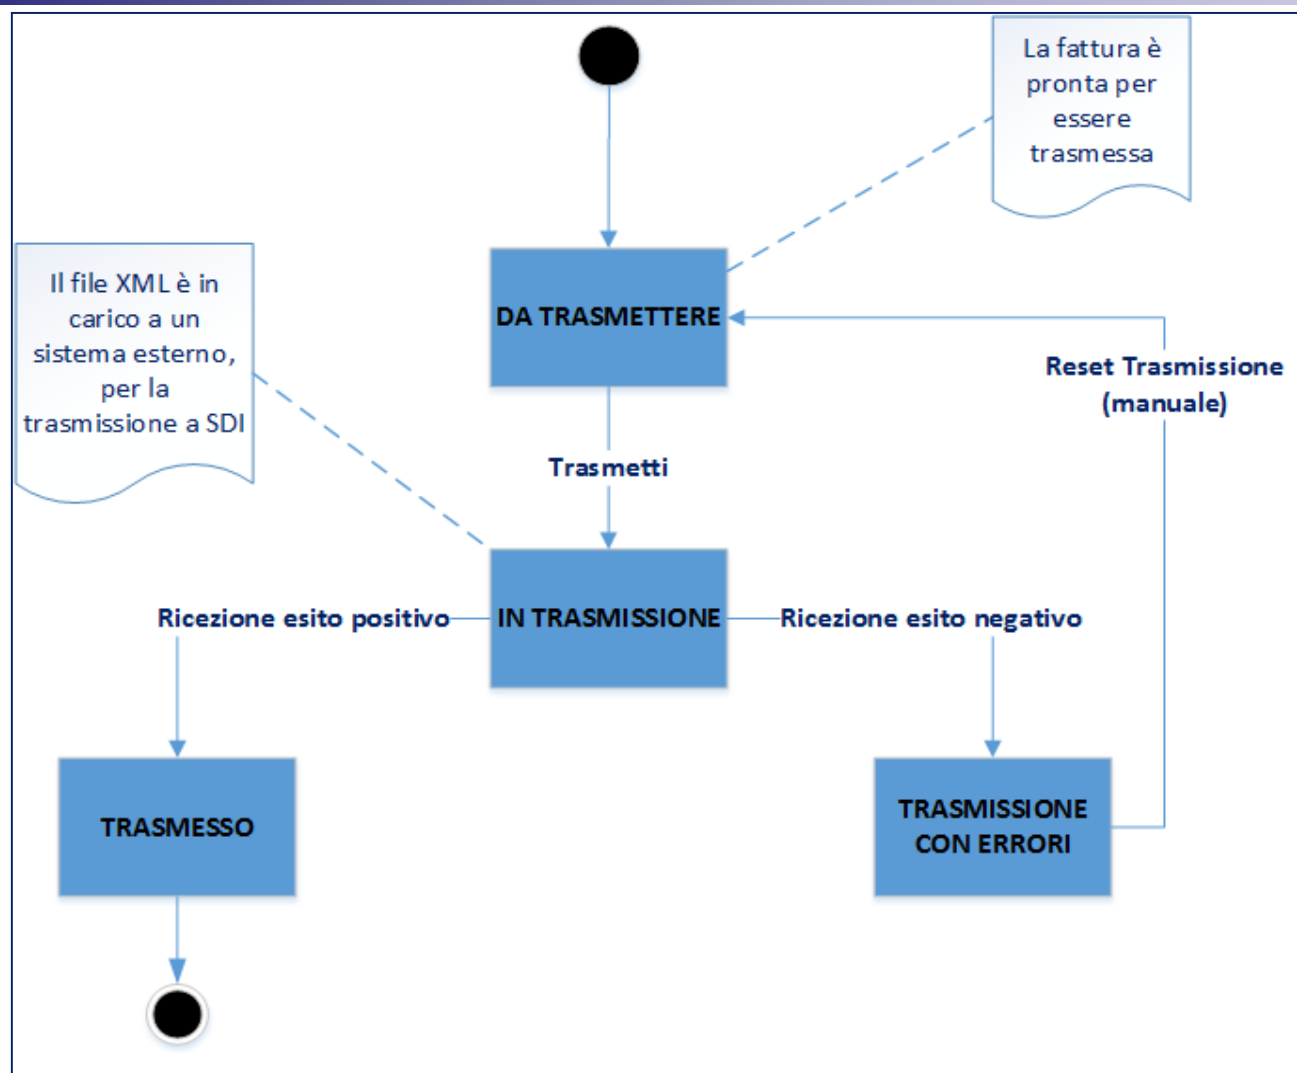 La fattura è
pronta per
essere
trasmessa
Il file XML è in
carico a un
sistema esterno,
per la
trasmissione a SDI
DA TRASMETTERE
Reset Trasmissione
(manuale)
Trasmetti
Ricezione esito positivo
IN TRASMISSIONE
Ricezione esito negativo
TRASMESSO
TRASMISSIONE
CON ERRORI